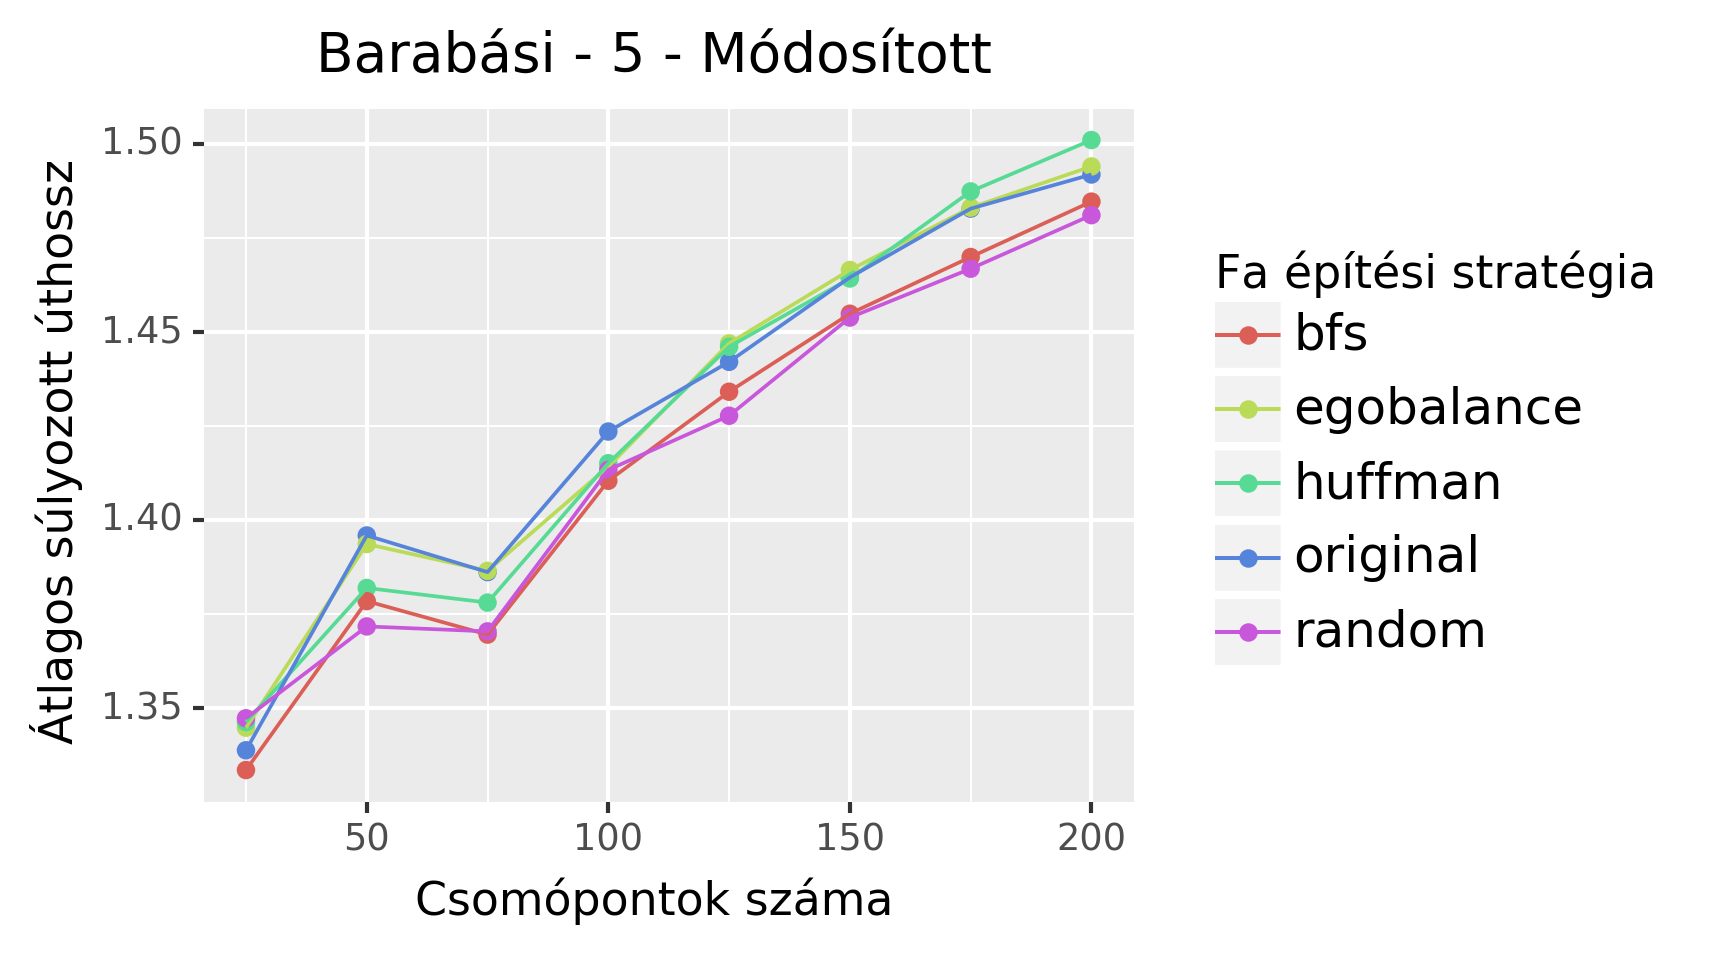 Barabási - 5 - Módosított
Átlagos súlyozott úthossz
1.50
1.45
1.40
1.35
50 100 150 200
Csomópontok száma
Fa építési stratégia
bfs
egobalance
huffman
original
random